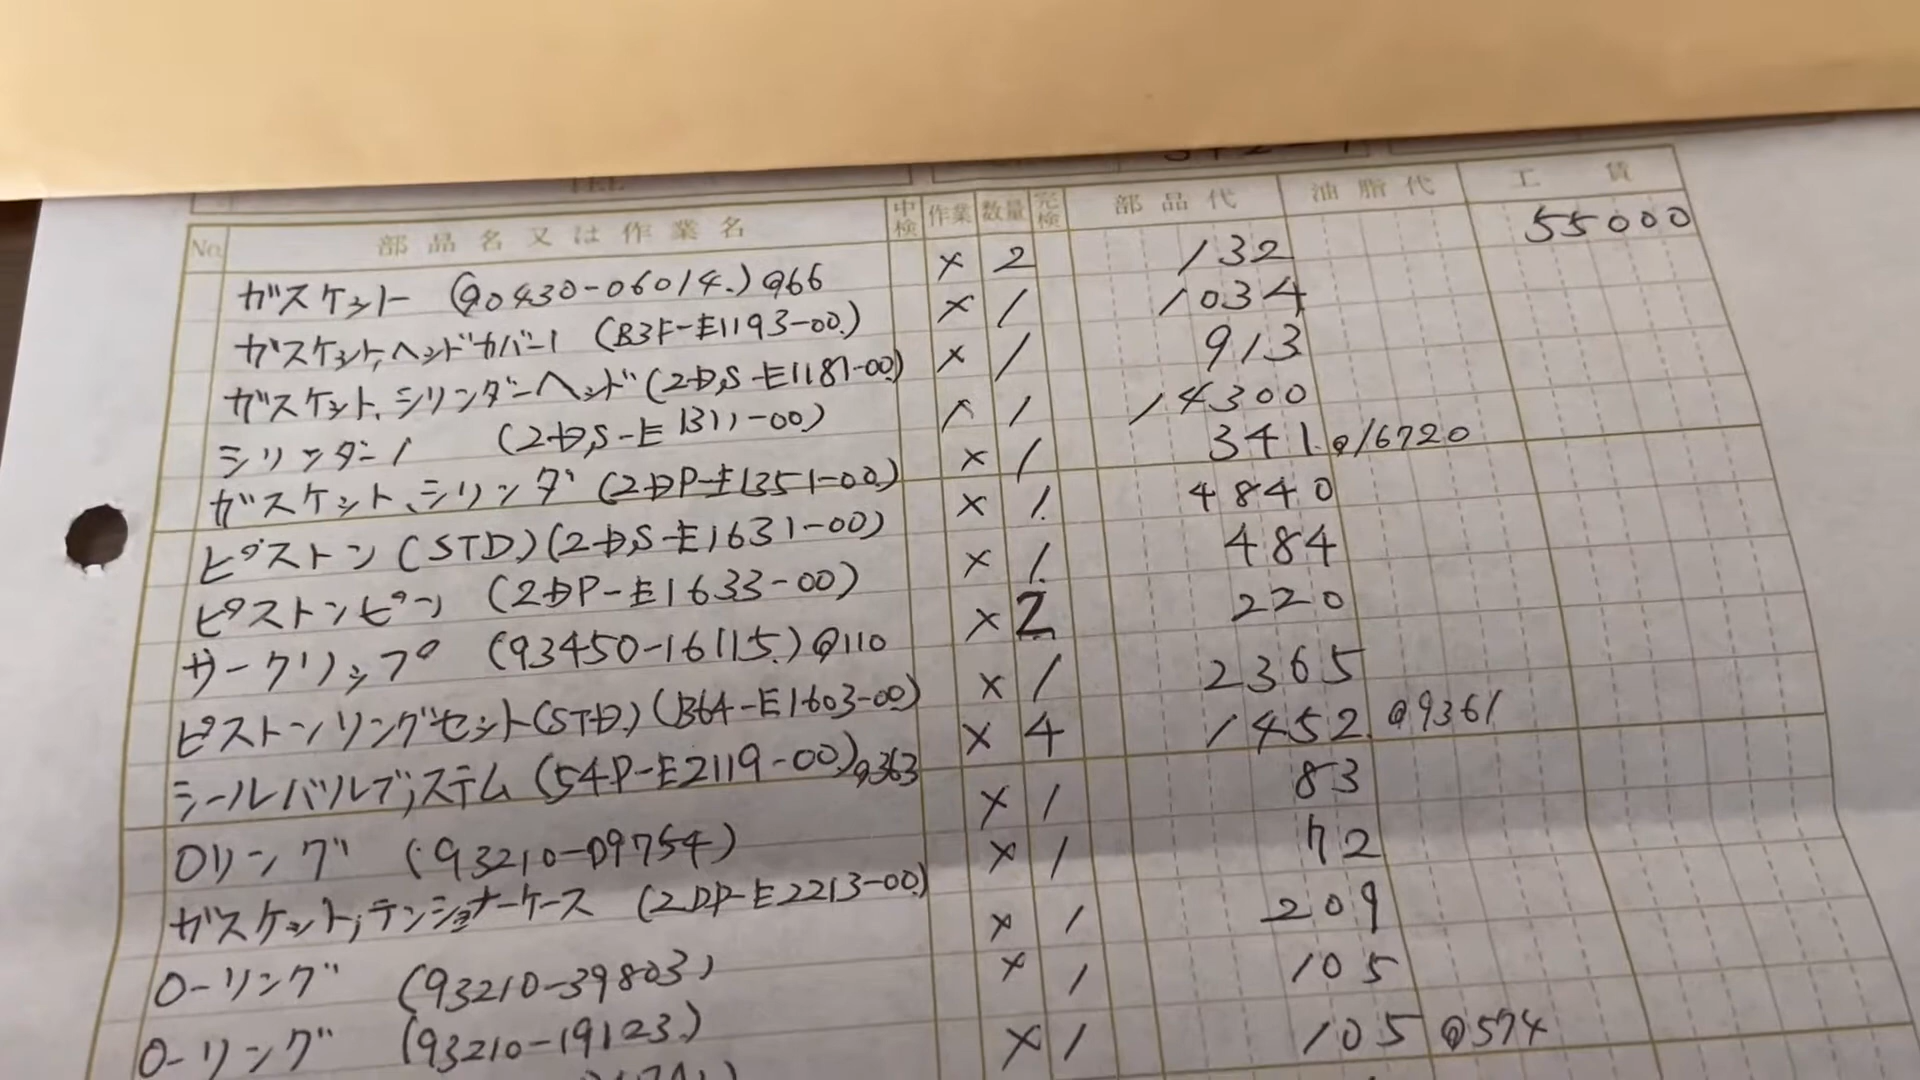 No. 部品名又は作業名 中検 作業 数量 完検 部品代 油脂代 工賃
ガスケット (90430-06014.) @66 × 2 132 55000
ガスケット,ヘッドカバー1 (B3F-E1193-00.) × 1 1034
ガスケット,シリンダーヘッド (2DS-E1181-00) × 1 913
シリンダー1 (2DS-E1311-00) × 1 14300
ガスケット、シリンダ (2DP-E1351-00.) × 1 341. @16720
ピストン (STD) (2DS-E1631-00) × 1. 4840
ピストンピン (2DP-E1633-00) × 1. 484
サークリップ (93450-16115.) @110 × 2 220
ピストンリングセット(STD.) (B64-E1603-00) × 1 2365
シールバルブ,ステム (54P-E2119-00.) @363 × 4 1452. @9361
Oリング (93210-09754) × 1 83
ガスケット,テンショナーケース (2DP-E2213-00.) × 1 72
O-リング (93210-39803) × 1 209
O-リング (93210-19123.) × 1 105
× 1 105 @574